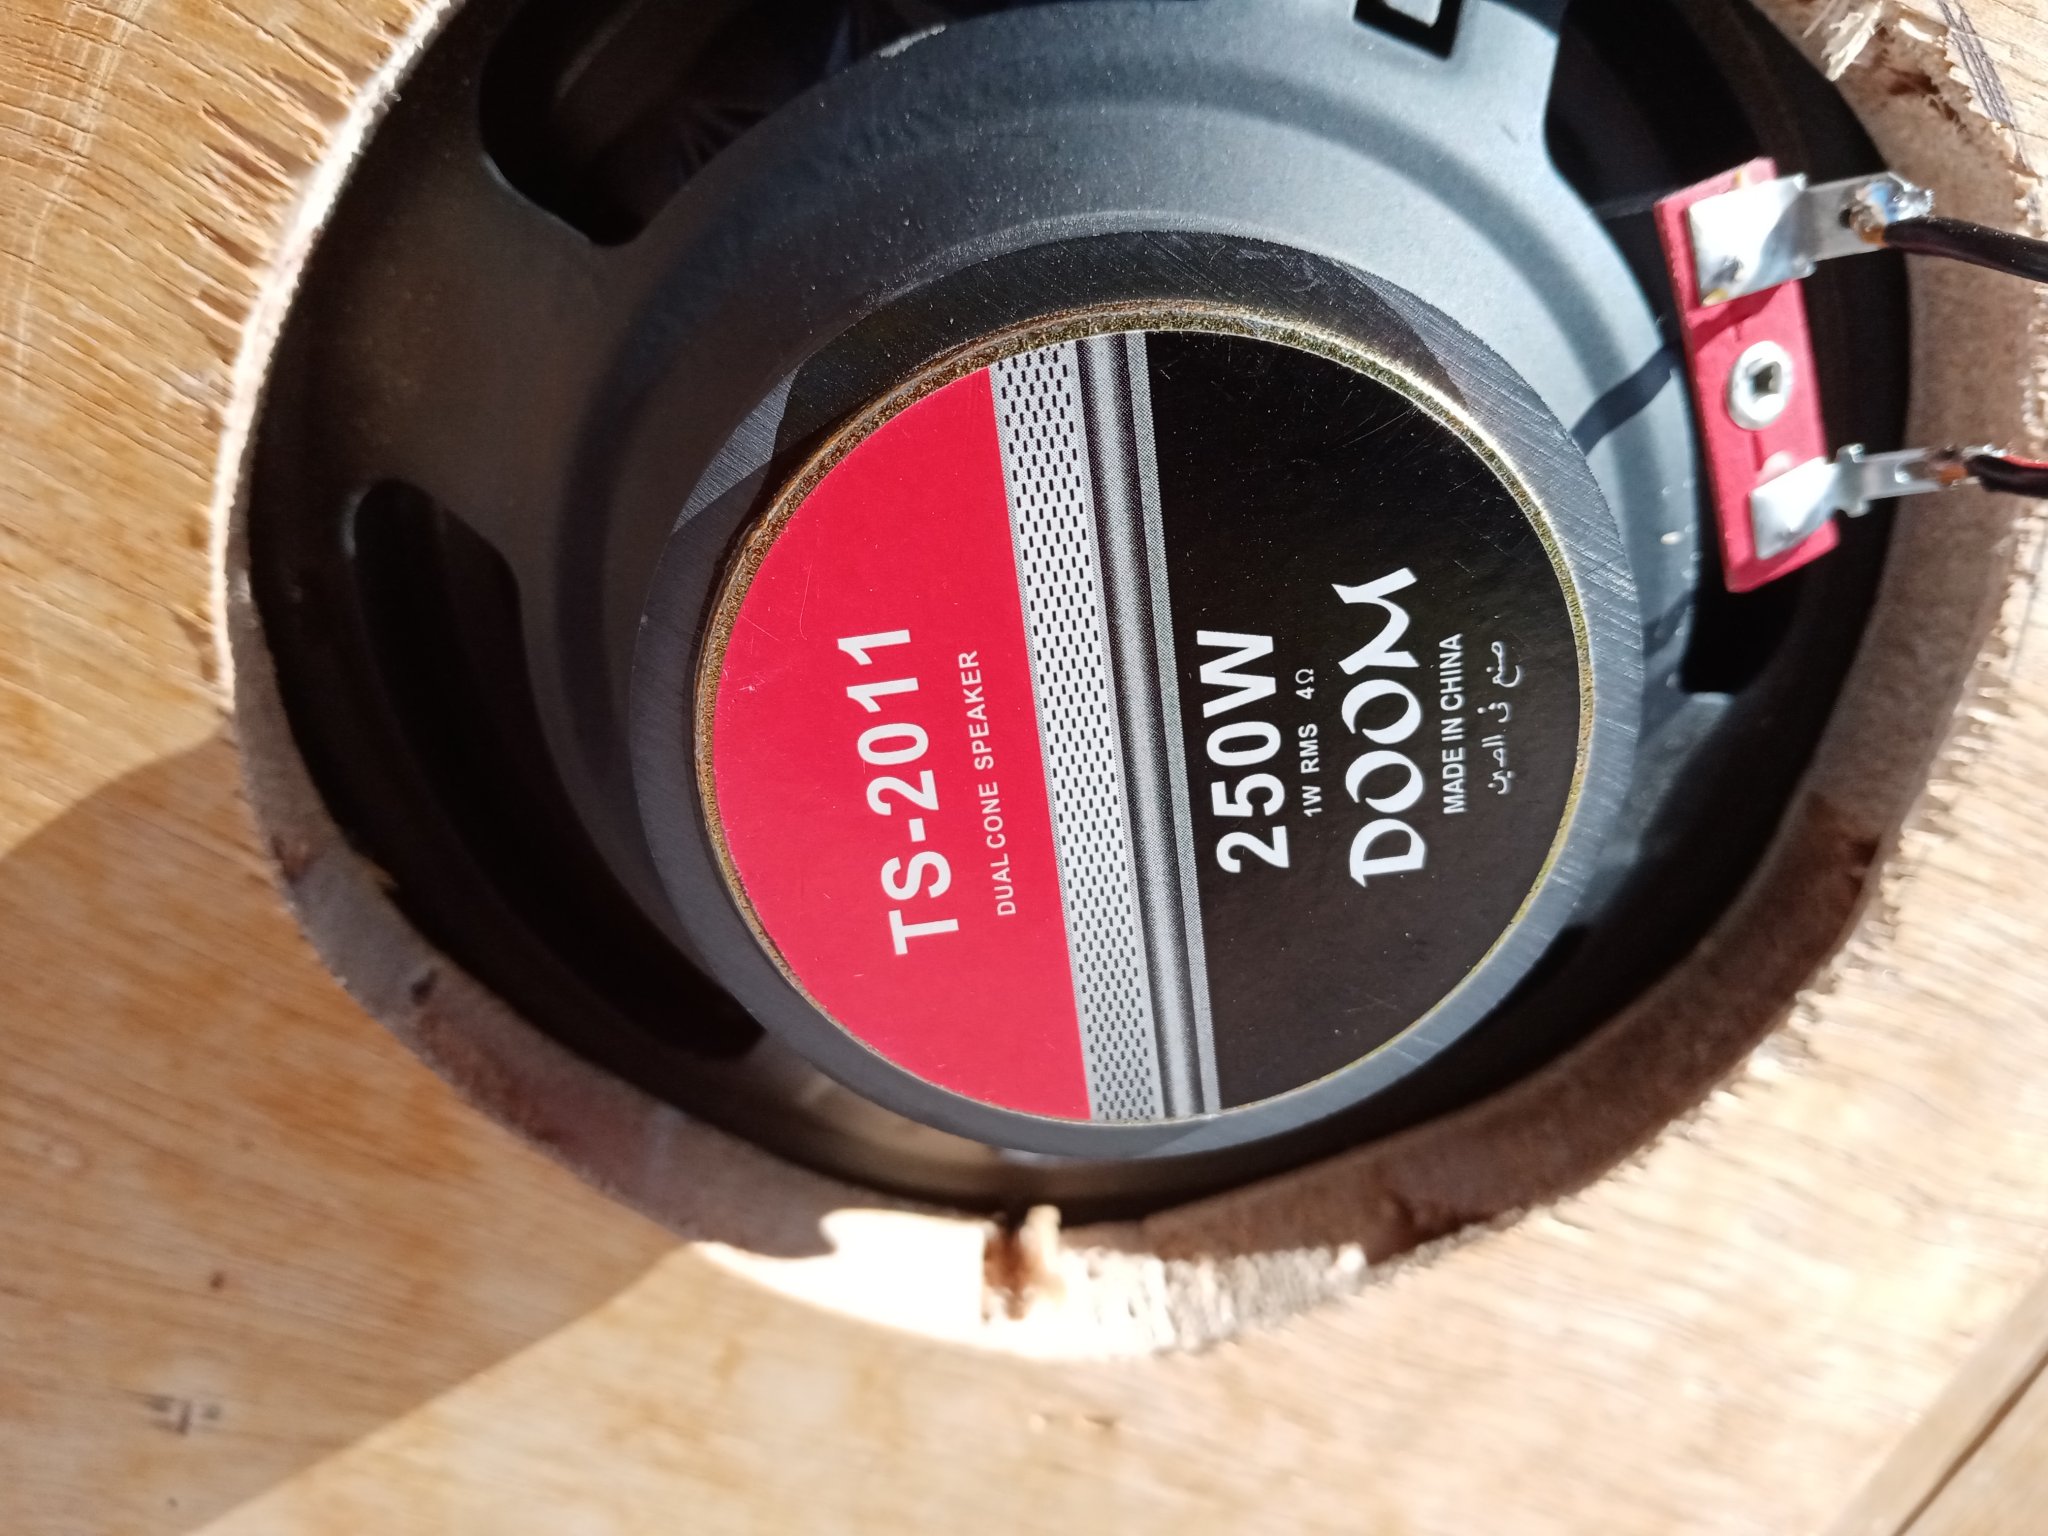 TS-2011
DUAL CONE SPEAKER
250W
1W RMS 4Ω
DOOM
MADE IN CHINA
صنع في الصين